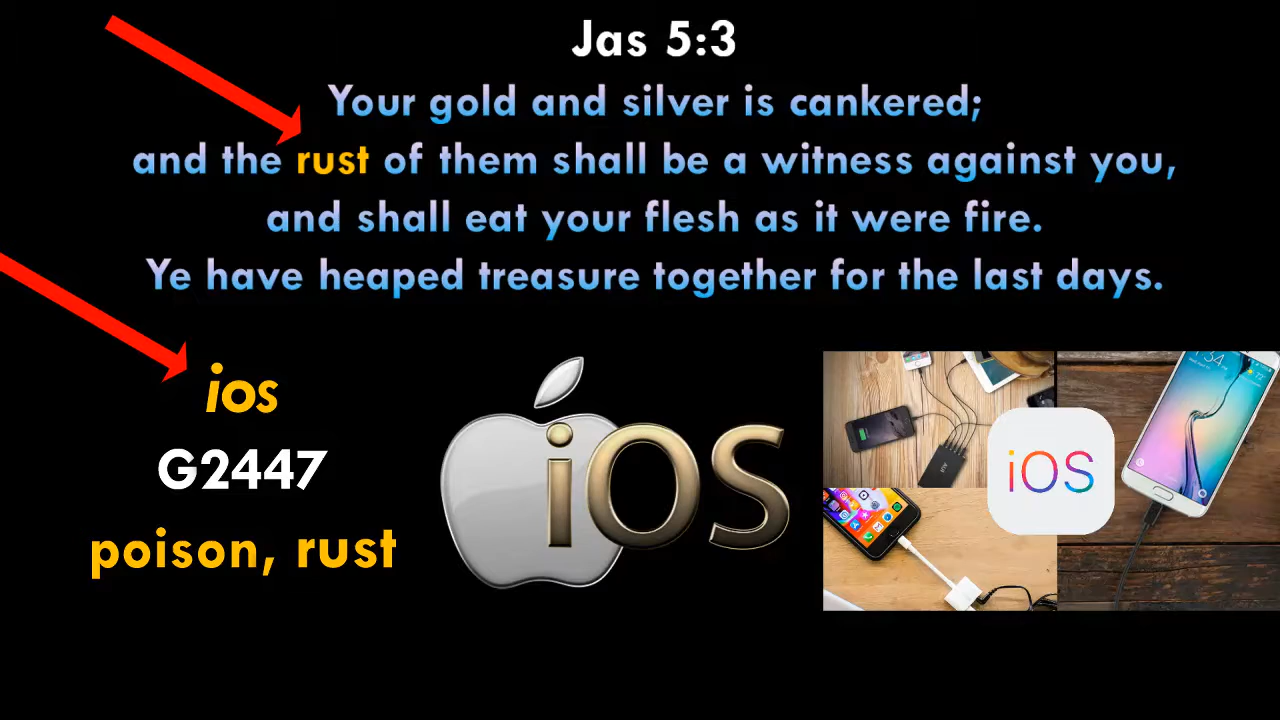 Jas 5:3
Your gold and silver is cankered;
and the rust of them shall be a witness against you,
and shall eat your flesh as it were fire.
Ye have heaped treasure together for the last days.
ios
G2447
poison, rust
iOS
iOS